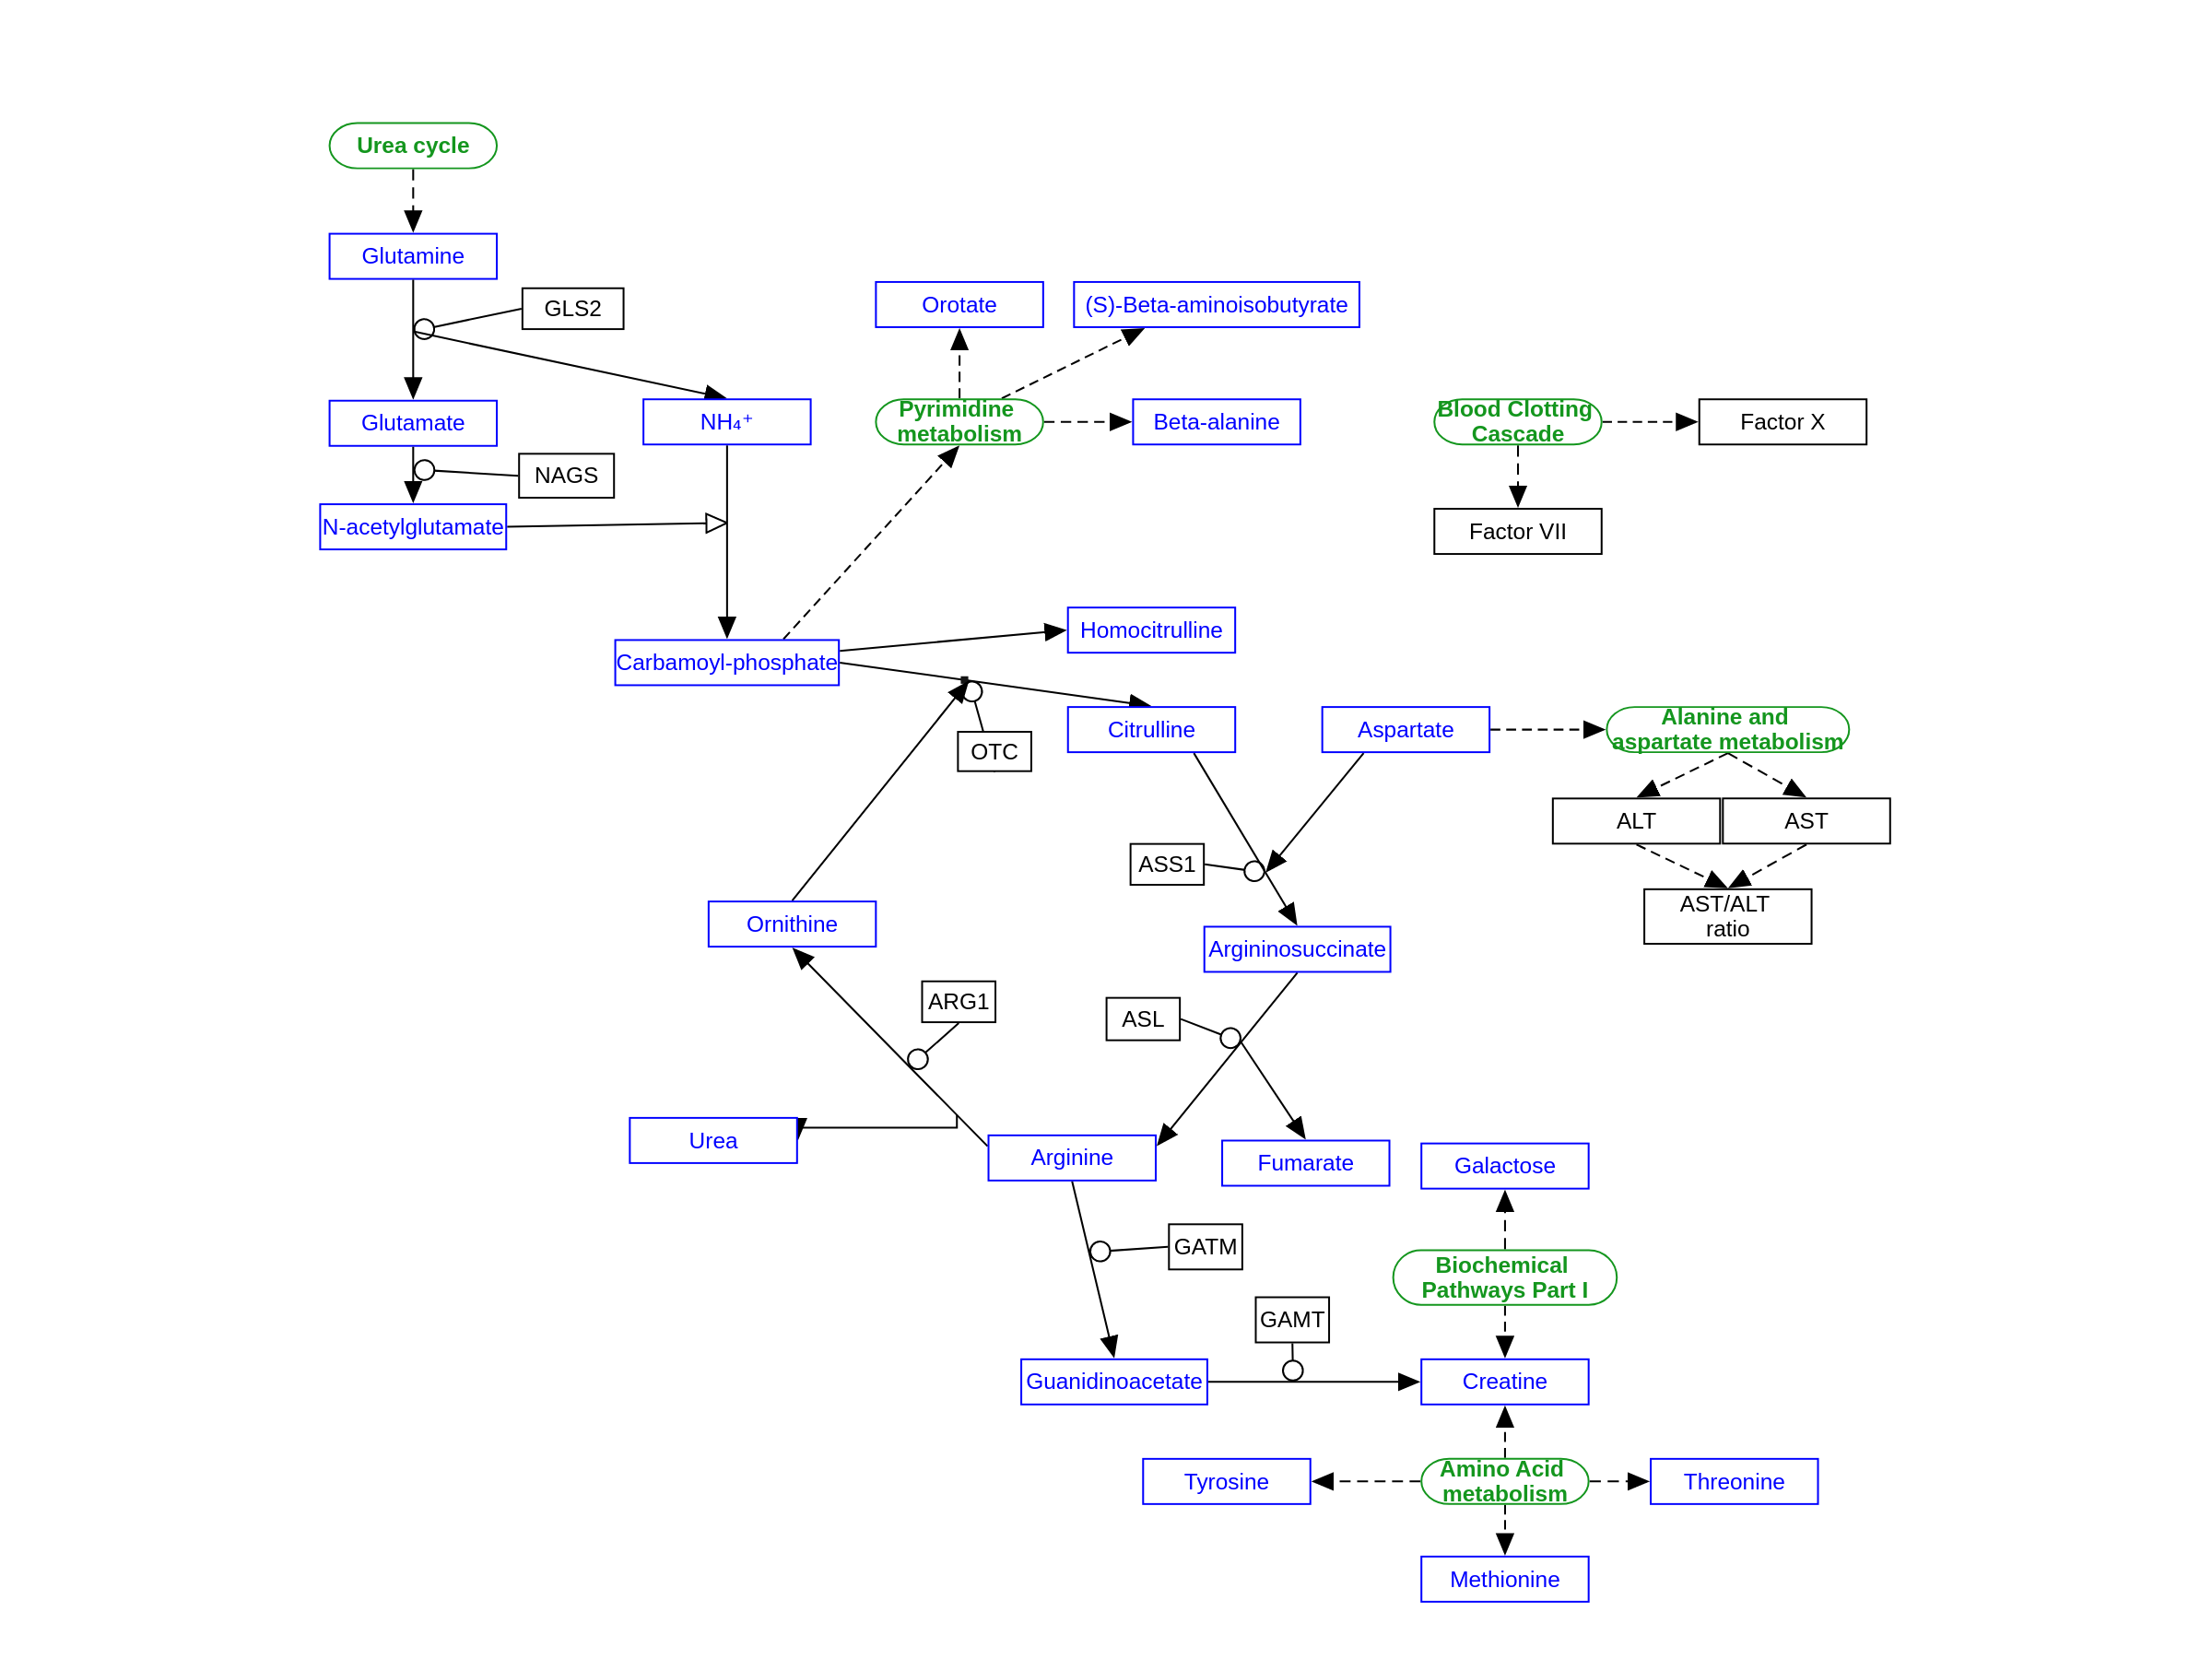 Urea cycle
Glutamine
GLS2
Orotate
(S)-Beta-aminoisobutyrate
Glutamate
NH₄⁺
Pyrimidine
metabolism
Beta-alanine
Blood Clotting
Cascade
Factor X
NAGS
N-acetylglutamate
Factor VII
Homocitrulline
Carbamoyl-phosphate
Citrulline
Aspartate
Alanine and
aspartate metabolism
OTC
ALT
AST
ASS1
AST/ALT
ratio
Ornithine
Argininosuccinate
ARG1
ASL
Urea
Arginine
Fumarate
Galactose
GATM
Biochemical
Pathways Part I
GAMT
Guanidinoacetate
Creatine
Tyrosine
Amino Acid
metabolism
Threonine
Methionine